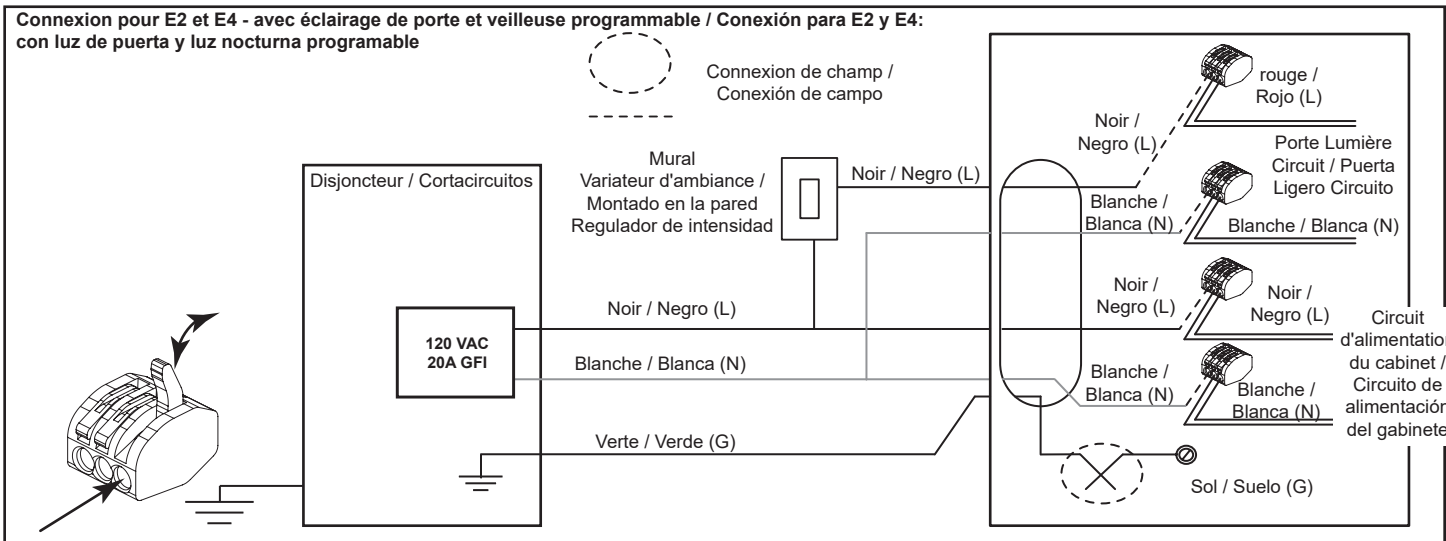 Connexion pour E2 et E4 - avec éclairage de porte et veilleuse programmable / Conexión para E2 y E4:
con luz de puerta y luz nocturna programable
Connexion de champ /
Conexión de campo
Disjoncteur / Cortacircuitos
120 VAC
20A GFI
Mural
Variateur d'ambiance /
Montado en la pared
Regulador de intensidad
Noir / Negro (L)
Noir / Negro (L)
Blanche / Blanca (N)
Verte / Verde (G)
Noir /
Negro (L)
rouge /
Rojo (L)
Porte Lumière
Circuit / Puerta
Ligero Circuito
Blanche /
Blanca (N)
Blanche / Blanca (N)
Noir /
Negro (L)
Noir /
Negro (L)
Blanche /
Blanca (N)
Blanche /
Blanca (N)
Circuit
d'alimentation
du cabinet /
Circuito de
alimentación
del gabinete
Sol / Suelo (G)